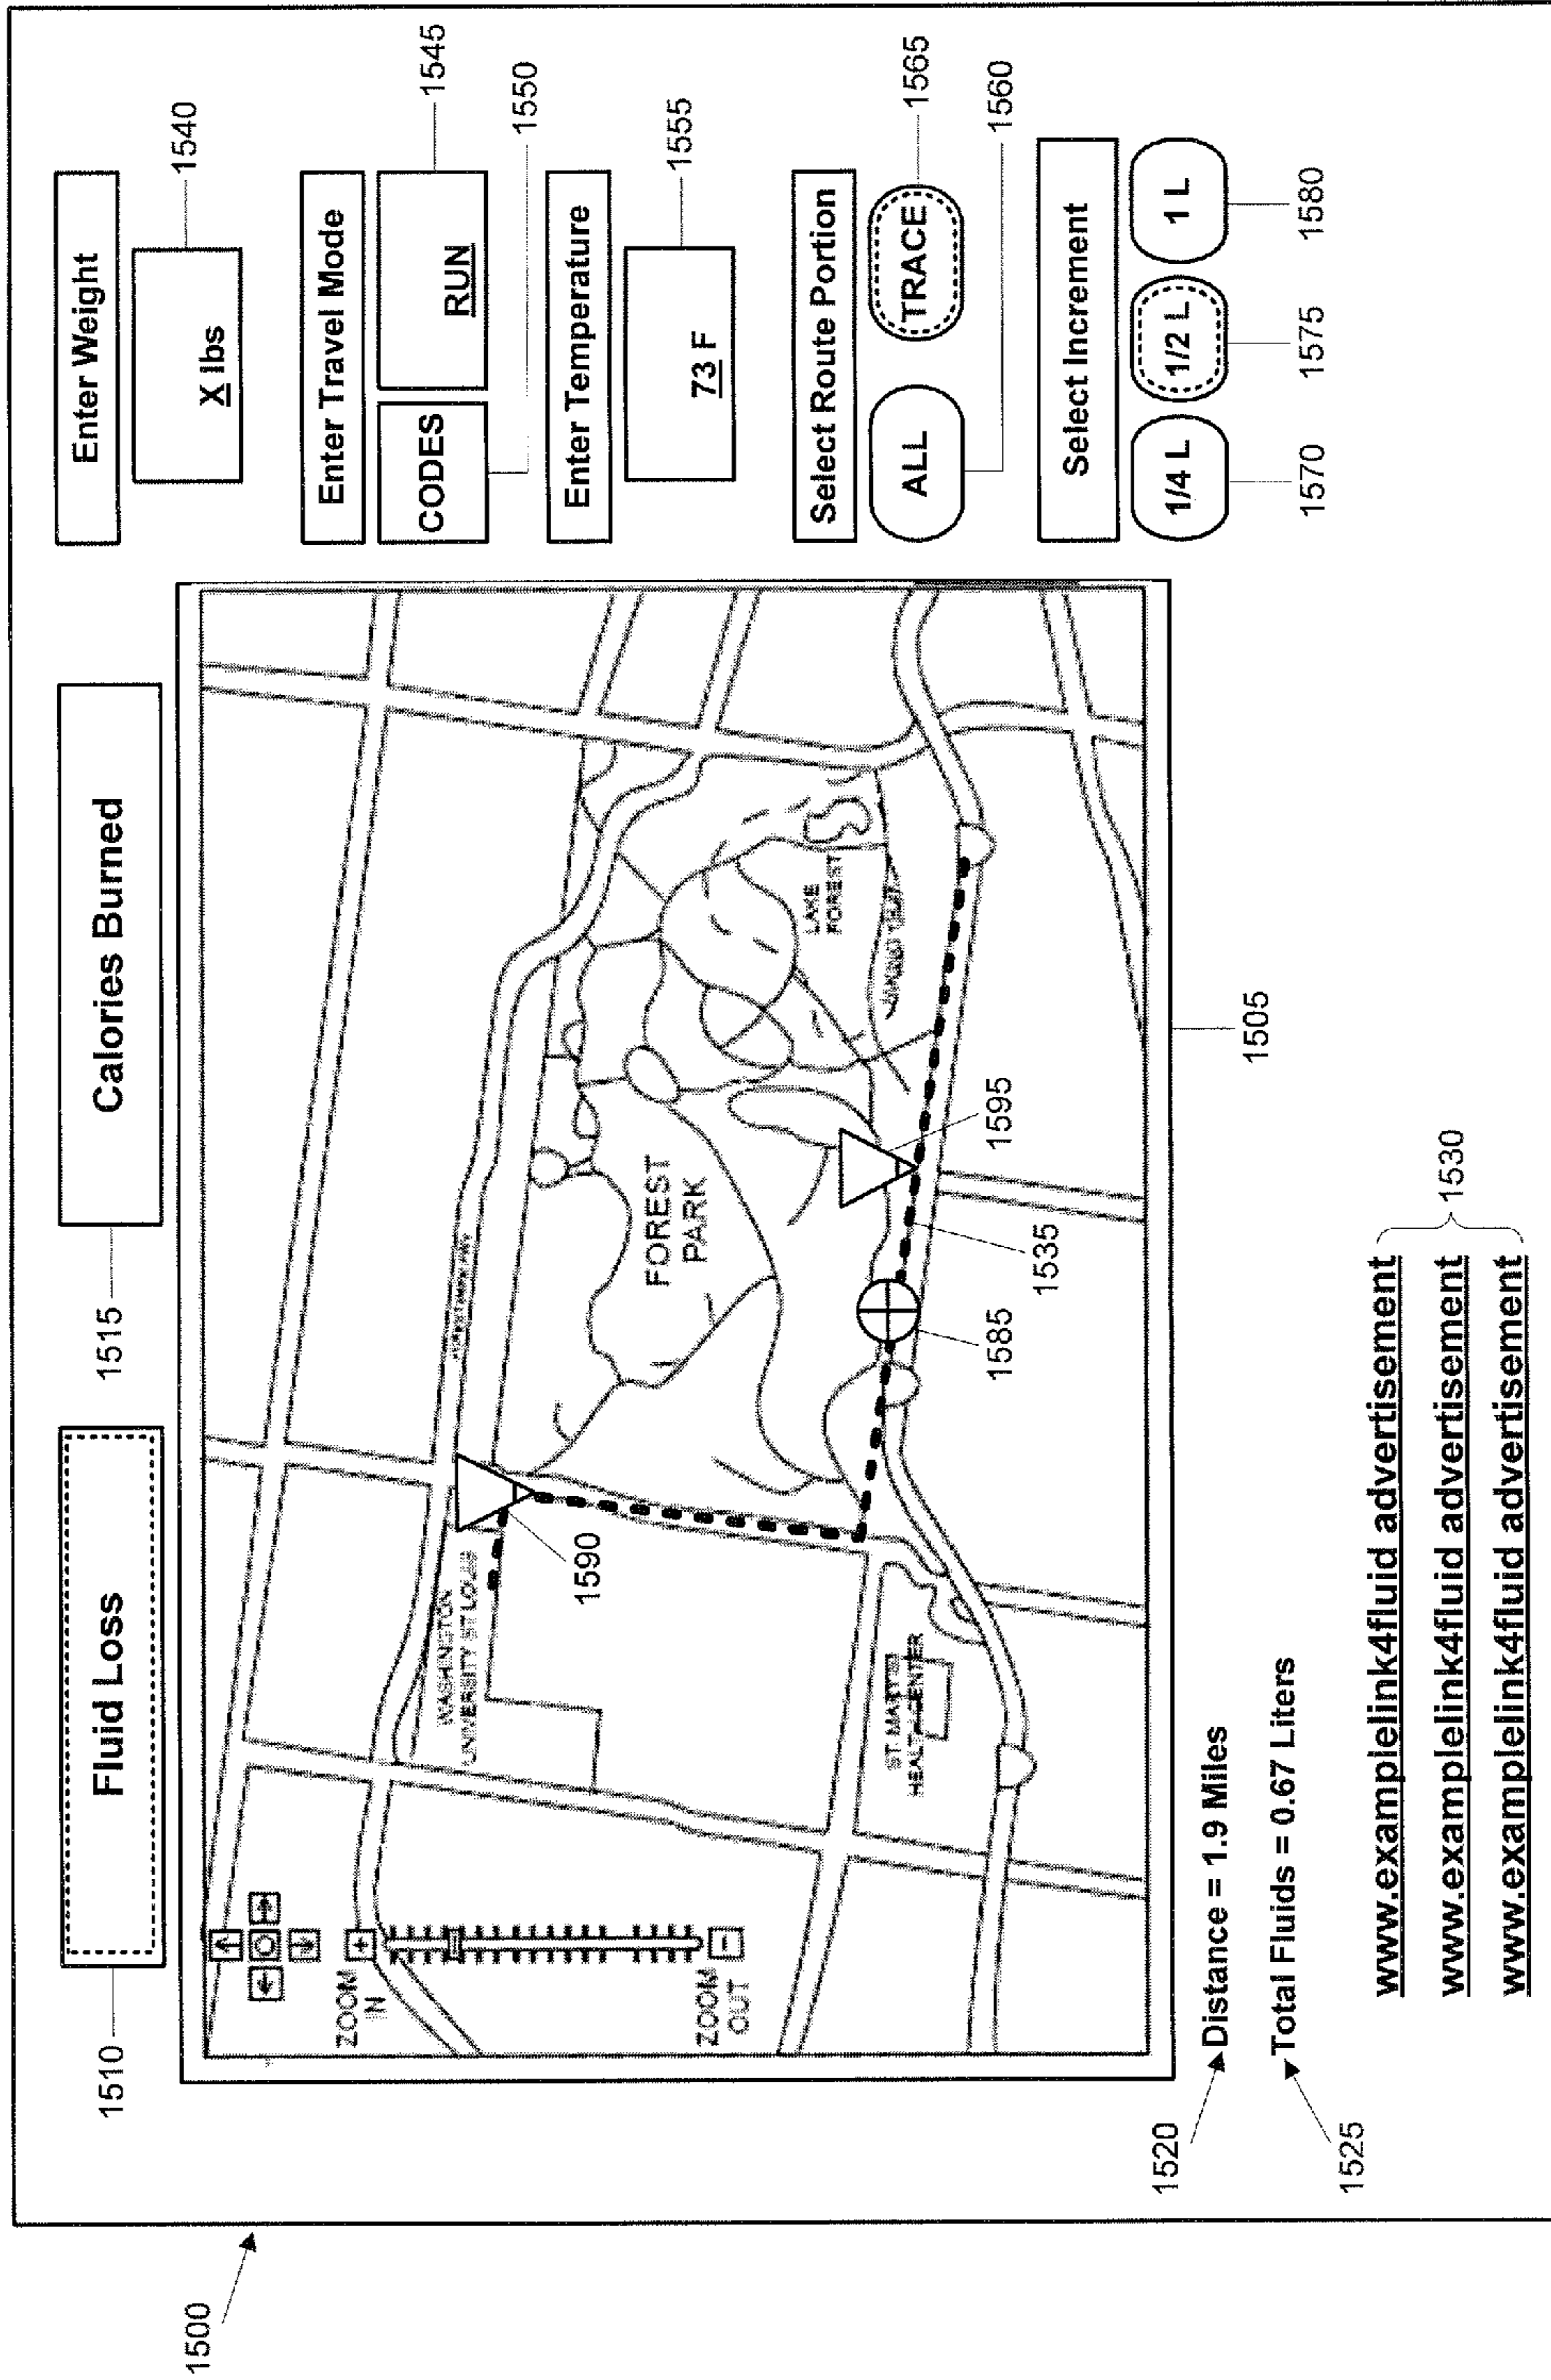 1500
1510
Fluid Loss
1515
Calories Burned
ZOOM
IN
ZOOM
OUT
WASHINGTON
UNIVERSITY ST LOUIS
FOREST
PARK
LAKE
FOREST
ST. MARY'S
HEALTH CENTER
1590
1585
1535
1595
1505
Enter Weight
X lbs
1540
Enter Travel Mode
CODES
RUN
1545
1550
Enter Temperature
73 F
1555
Select Route Portion
ALL
TRACE
1565
1560
Select Increment
1/4 L
1/2 L
1 L
1570
1575
1580
1520
Distance = 1.9 Miles
1525
Total Fluids = 0.67 Liters
www.examplelink4fluid advertisement
www.examplelink4fluid advertisement
www.examplelink4fluid advertisement
1530